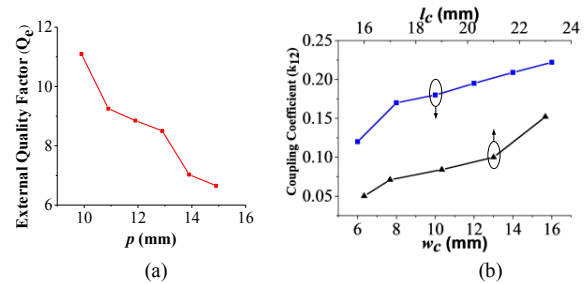 (a)
External Quality Factor (Qe)
12
10
8
6
10 12 14 16
p (mm)
(a)
lc (mm)
16 18 20 22 24
Coupling Coefficient (k12)
0.25
0.20
0.15
0.10
0.05
6 8 10 12 14 16
wc (mm)
(b)